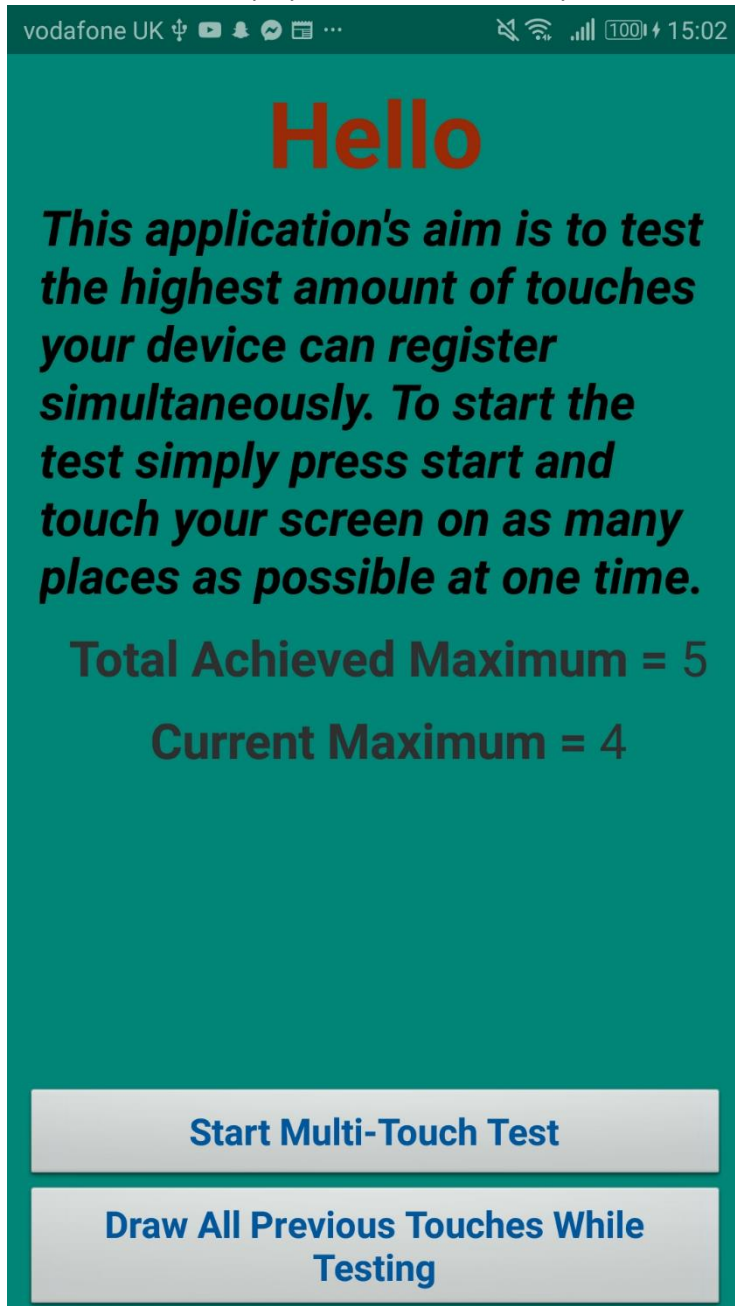 vodafone UK ... 100 15:02
Hello
This application's aim is to test
the highest amount of touches
your device can register
simultaneously. To start the
test simply press start and
touch your screen on as many
places as possible at one time.
Total Achieved Maximum = 5
Current Maximum = 4
Start Multi-Touch Test
Draw All Previous Touches While
Testing